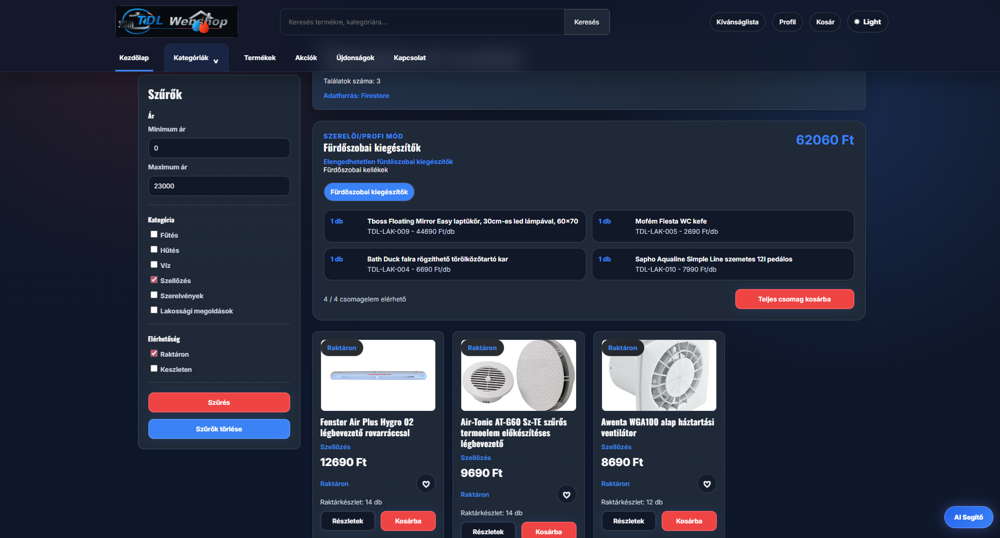 TDL Webshop
Keresés termékre, kategóriára...
Keresés
Kívánságlista
Profil
Kosár
Light
Kezdőlap
Kategóriák
Termékek
Akciók
Újdonságok
Kapcsolat
Szűrők
Ár
Minimum ár
0
Maximum ár
23000
Kategória
Fűtés
Hűtés
Víz
Szellőzés
Szerelvények
Lakossági megoldások
Elérhetőség
Raktáron
Keszleten
Szűrés
Szűrők törlése
Találatok száma: 3
Adatforrás: Firestore
SZERELŐI/PROFI MÓD
62060 Ft
Fürdőszobai kiegészítők
Elengedhetetlen fürdőszobai kiegészítők
Fürdőszobai kellékek
Fürdőszobai kiegészítők
1 db
Tboss Floating Mirror Easy laptükör, 30cm-es led lámpával, 60x70
TDL-LAK-009 - 44690 Ft/db
1 db
Mofém Fiesta WC kefe
TDL-LAK-005 - 2690 Ft/db
1 db
Bath Duck falra rögzíthető törölközőtartó kar
TDL-LAK-004 - 6690 Ft/db
1 db
Sapho Aqualine Simple Line szemetes 12l pedálos
TDL-LAK-010 - 7990 Ft/db
4 / 4 csomagelem elérhető
Teljes csomag kosárba
Raktáron
Fenster Air Plus Hygro 02
légbevezető rovarráccsal
Szellőzés
12690 Ft
Raktáron
Raktárkészlet: 14 db
Részletek
Kosárba
Raktáron
Air-Tonic AT-G60 Sz-TE szűrős
termoelem előkészítéses
légbevezető
Szellőzés
9690 Ft
Raktáron
Raktárkészlet: 14 db
Részletek
Kosárba
Raktáron
Awenta WGA100 alap háztartási
ventilátor
Szellőzés
8690 Ft
Raktáron
Raktárkészlet: 12 db
Részletek
Kosárba
AI Segítő